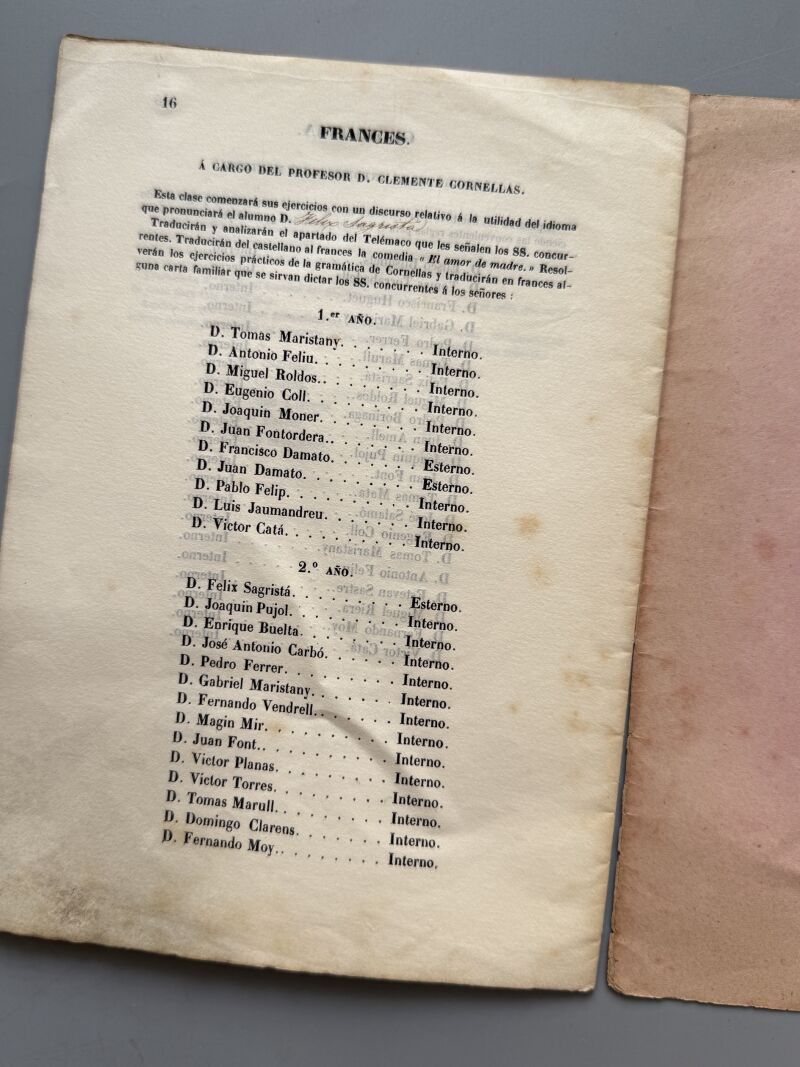 16
FRANCES.
Á CARGO DEL PROFESOR D. CLEMENTE CORNELLAS.
Esta clase comenzará sus ejercicios con un discurso relativo á la utilidad del idioma
que pronunciará el alumno D. Felix Sagristá
Traducirán y analizarán el apartado del Telémaco que les señalen los SS. concur-
rentes. Traducirán del castellano al frances la comedia « El amor de madre. » Resol-
verán los ejercicios prácticos de la gramática de Cornellas y traducirán en frances al-
guna carta familiar que se sirvan dictar los SS. concurrentes á los señores :
1.er AÑO.
D. Tomas Maristany. . . . . . . Interno.
D. Antonio Feliu. . . . . . . . Interno.
D. Miguel Roldos. . . . . . . . Interno.
D. Eugenio Coll. . . . . . . . Interno.
D. Joaquin Moner. . . . . . . . Interno.
D. Juan Fontordera. . . . . . . Interno.
D. Francisco Damato. . . . . . . Esterno.
D. Juan Damato. . . . . . . . Esterno.
D. Pablo Felip. . . . . . . . . Interno.
D. Luis Jaumandreu. . . . . . . Interno.
D. Victor Catá. . . . . . . . . Interno.
2.º AÑO.
D. Felix Sagristá. . . . . . . . Esterno.
D. Joaquin Pujol. . . . . . . . Interno.
D. Enrique Buelta. . . . . . . . Interno.
D. José Antonio Carbó. . . . . . Interno.
D. Pedro Ferrer. . . . . . . . Interno.
D. Gabriel Maristany. . . . . . . Interno.
D. Fernando Vendrell. . . . . . . Interno.
D. Magin Mir. . . . . . . . . Interno.
D. Juan Font. . . . . . . . . Interno.
D. Victor Planas. . . . . . . . Interno.
D. Victor Torres. . . . . . . . Interno.
D. Tomas Marull. . . . . . . . Interno.
D. Domingo Clarens. . . . . . . Interno.
D. Fernando Moy. . . . . . . . Interno.